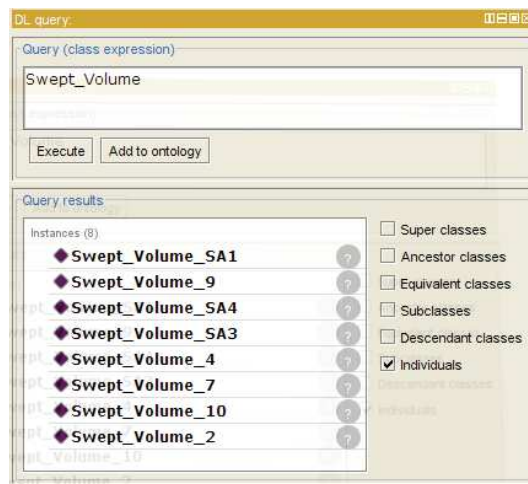 DL query:
Query (class expression)
Swept_Volume
Execute Add to ontology
Query results
Instances (8)
Swept_Volume_SA1 ?
Swept_Volume_9 ?
Swept_Volume_SA4 ?
Swept_Volume_SA3 ?
Swept_Volume_4 ?
Swept_Volume_7 ?
Swept_Volume_10 ?
Swept_Volume_2 ?
Super classes
Ancestor classes
Equivalent classes
Subclasses
Descendant classes
Individuals